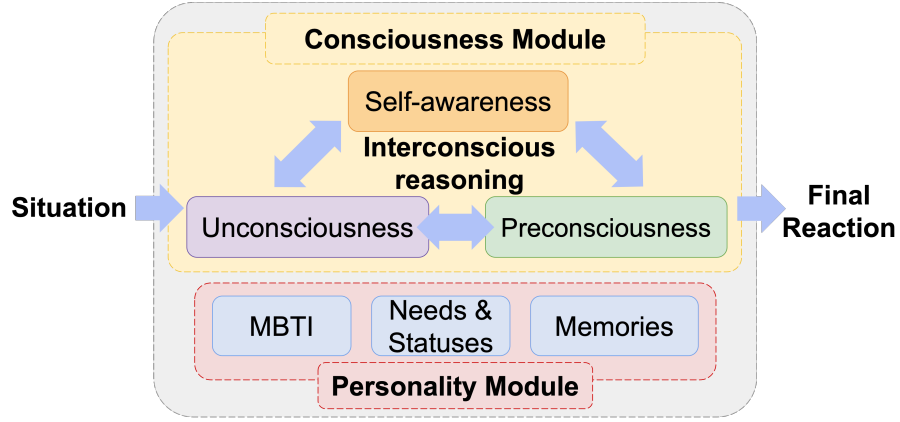 Consciousness Module
Self-awareness
Interconscious
reasoning
Situation
Unconsciousness
Preconsciousness
Final
Reaction
MBTI
Needs &
Statuses
Memories
Personality Module